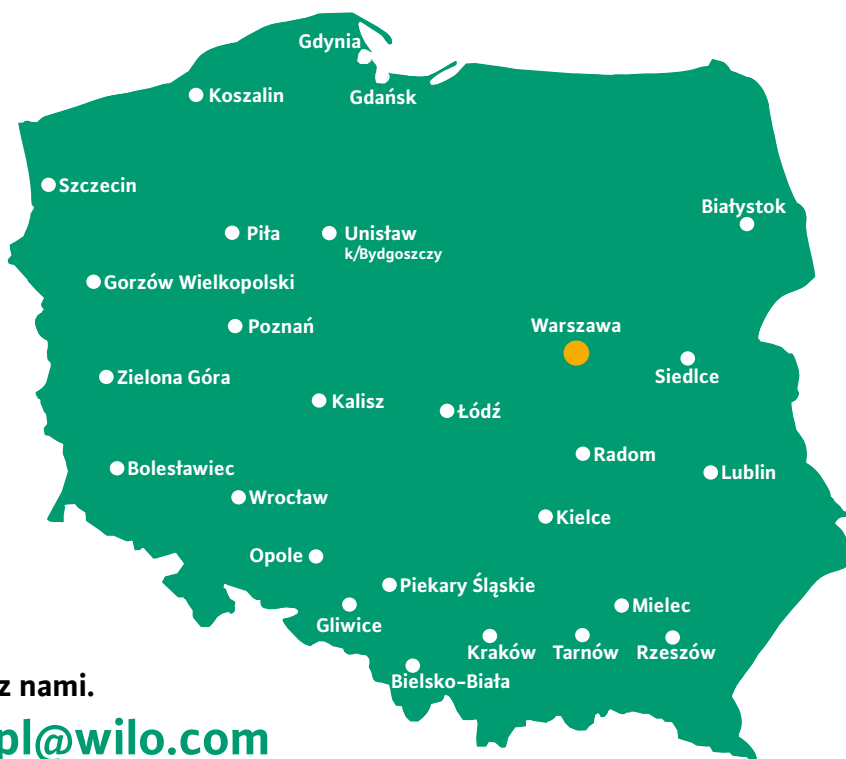 Gdynia
Koszalin
Gdańsk
Szczecin
Białystok
Piła
Unisław
k/Bydgoszczy
Gorzów Wielkopolski
Poznań
Warszawa
Siedlce
Zielona Góra
Kalisz
Łódź
Radom
Bolesławiec
Lublin
Wrocław
Kielce
Opole
Piekary Śląskie
Mielec
Gliwice
Kraków
Tarnów
Rzeszów
Bielsko-Biała
z nami.
pl@wilo.com